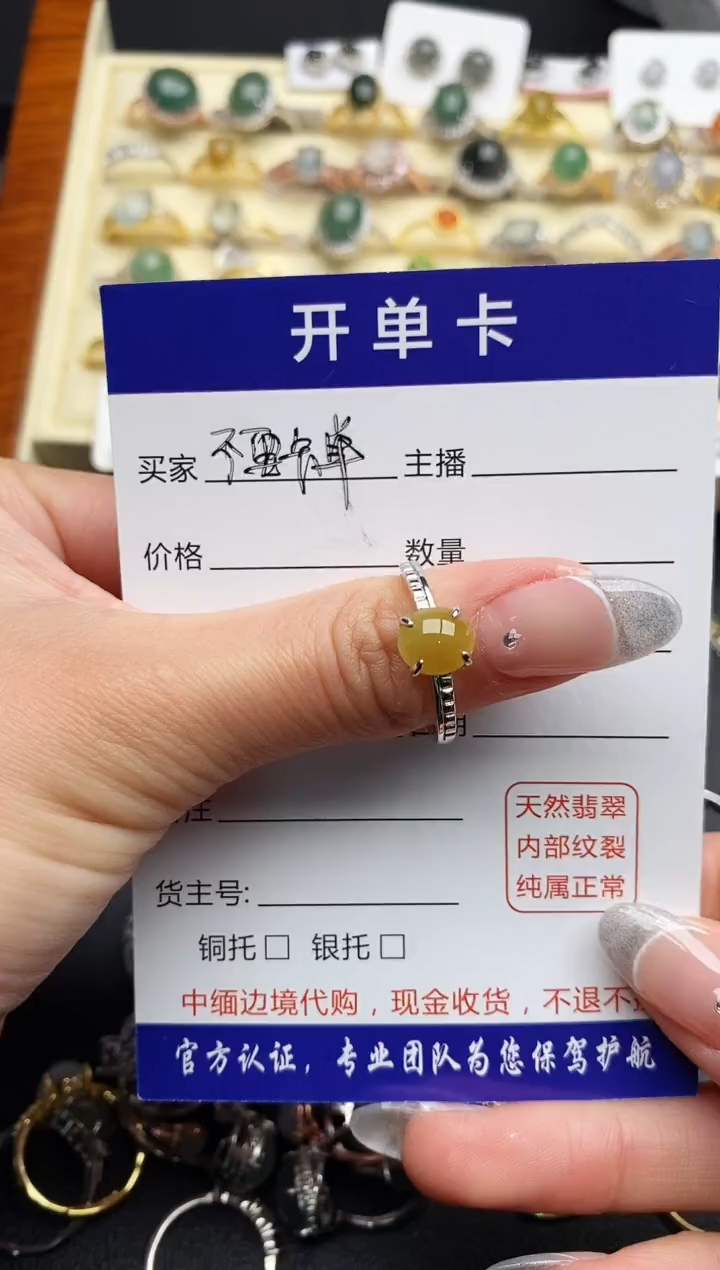 开单卡
买家 主播
价格 数量
期
注
天然翡翠
内部纹裂
纯属正常
货主号:
铜托□ 银托□
中缅边境代购，现金收货，不退不
官方认证，专业团队为您保驾护航